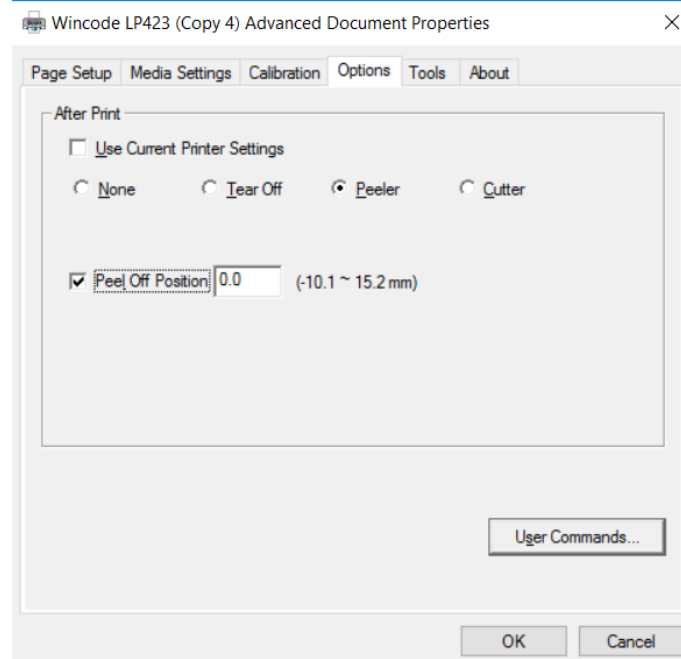 Wincode LP423 (Copy 4) Advanced Document Properties
Page Setup Media Settings Calibration Options Tools About
After Print
Use Current Printer Settings
None Tear Off Peeler Cutter
Peel Off Position 0.0 (-10.1 ~ 15.2 mm)
User Commands...
OK Cancel